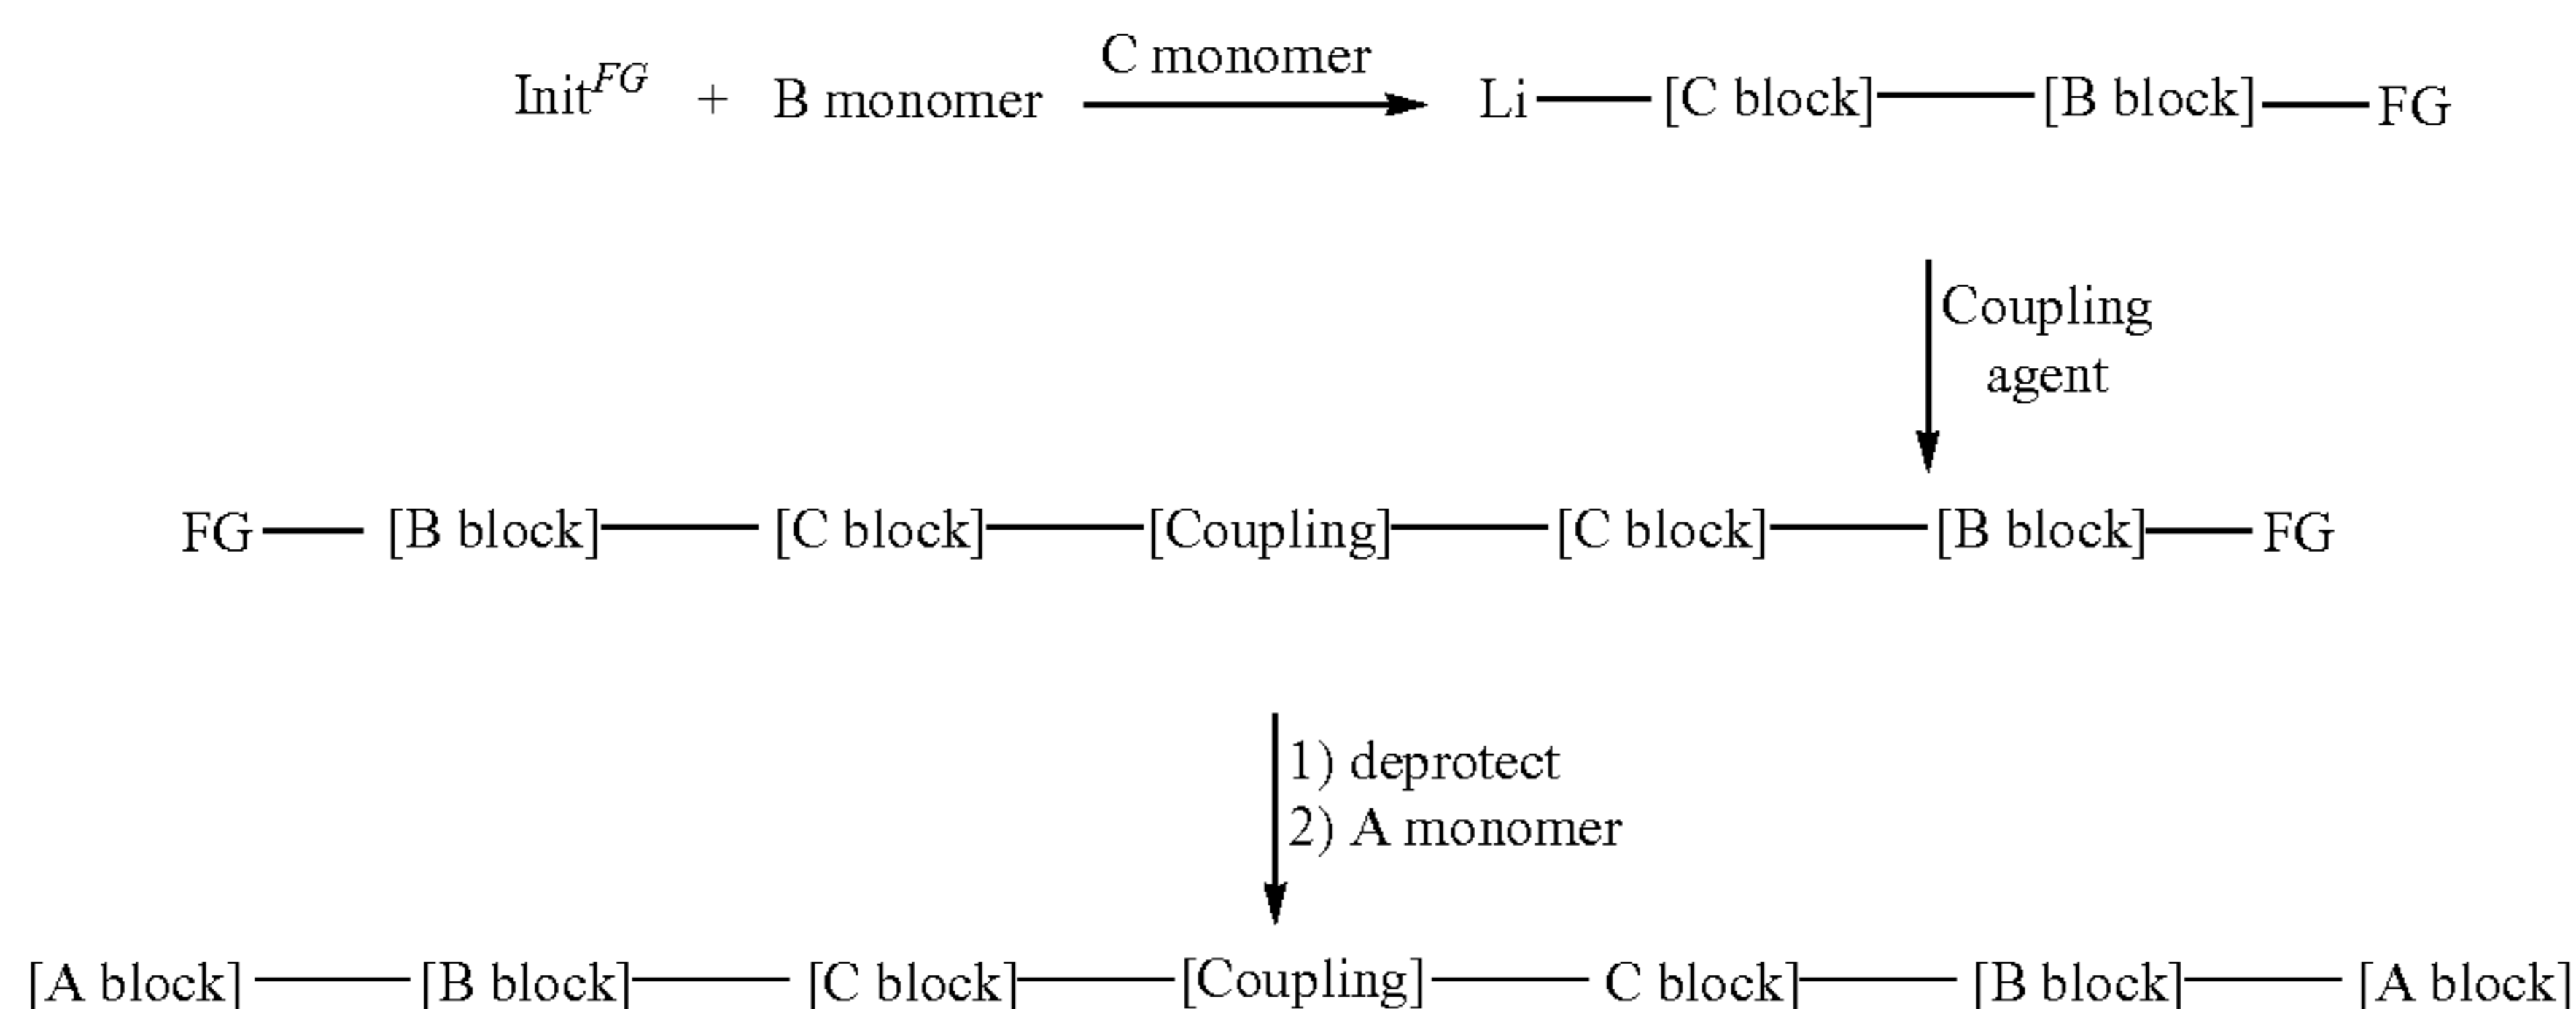 C monomer
Init^FG + B monomer Li [C block] [B block] FG
Coupling
agent
FG [B block] [C block] [Coupling] [C block] [B block] FG
1) deprotect
2) A monomer
[A block] [B block] [C block] [Coupling] C block] [B block] [A block]